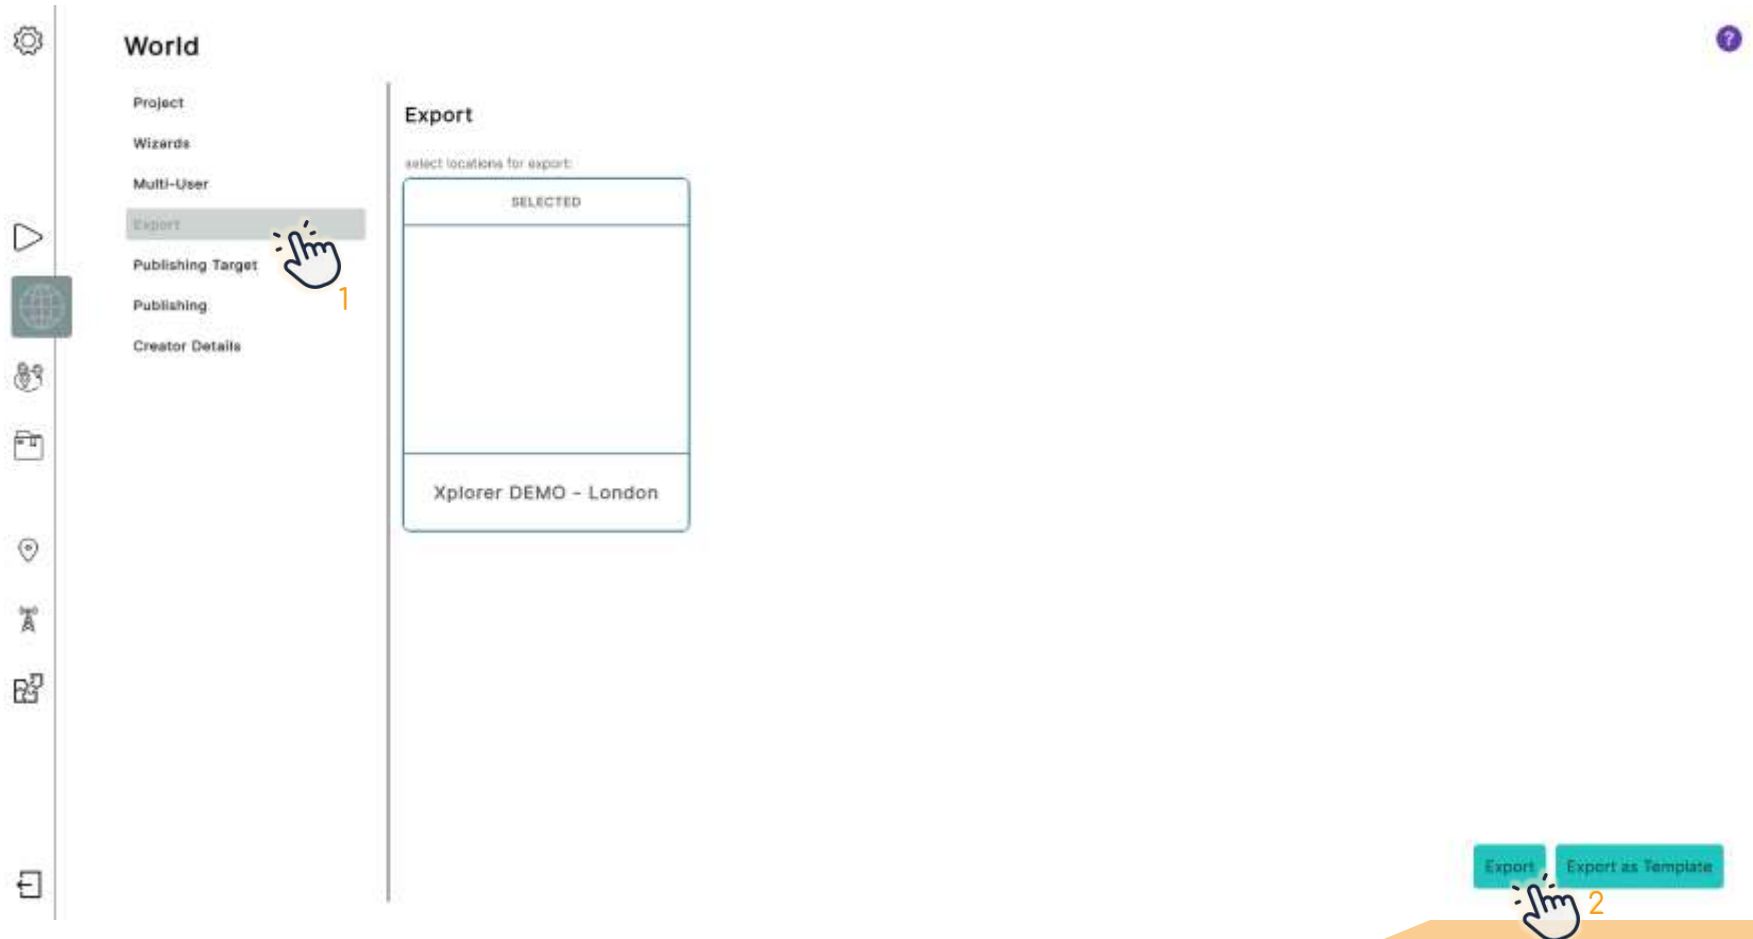 World
?
Project
Wizards
Multi-User
Export
Publishing Target
1
Publishing
Creator Details
Export
select locations for export:
SELECTED
Xplorer DEMO - London
Export
Export as Template
2